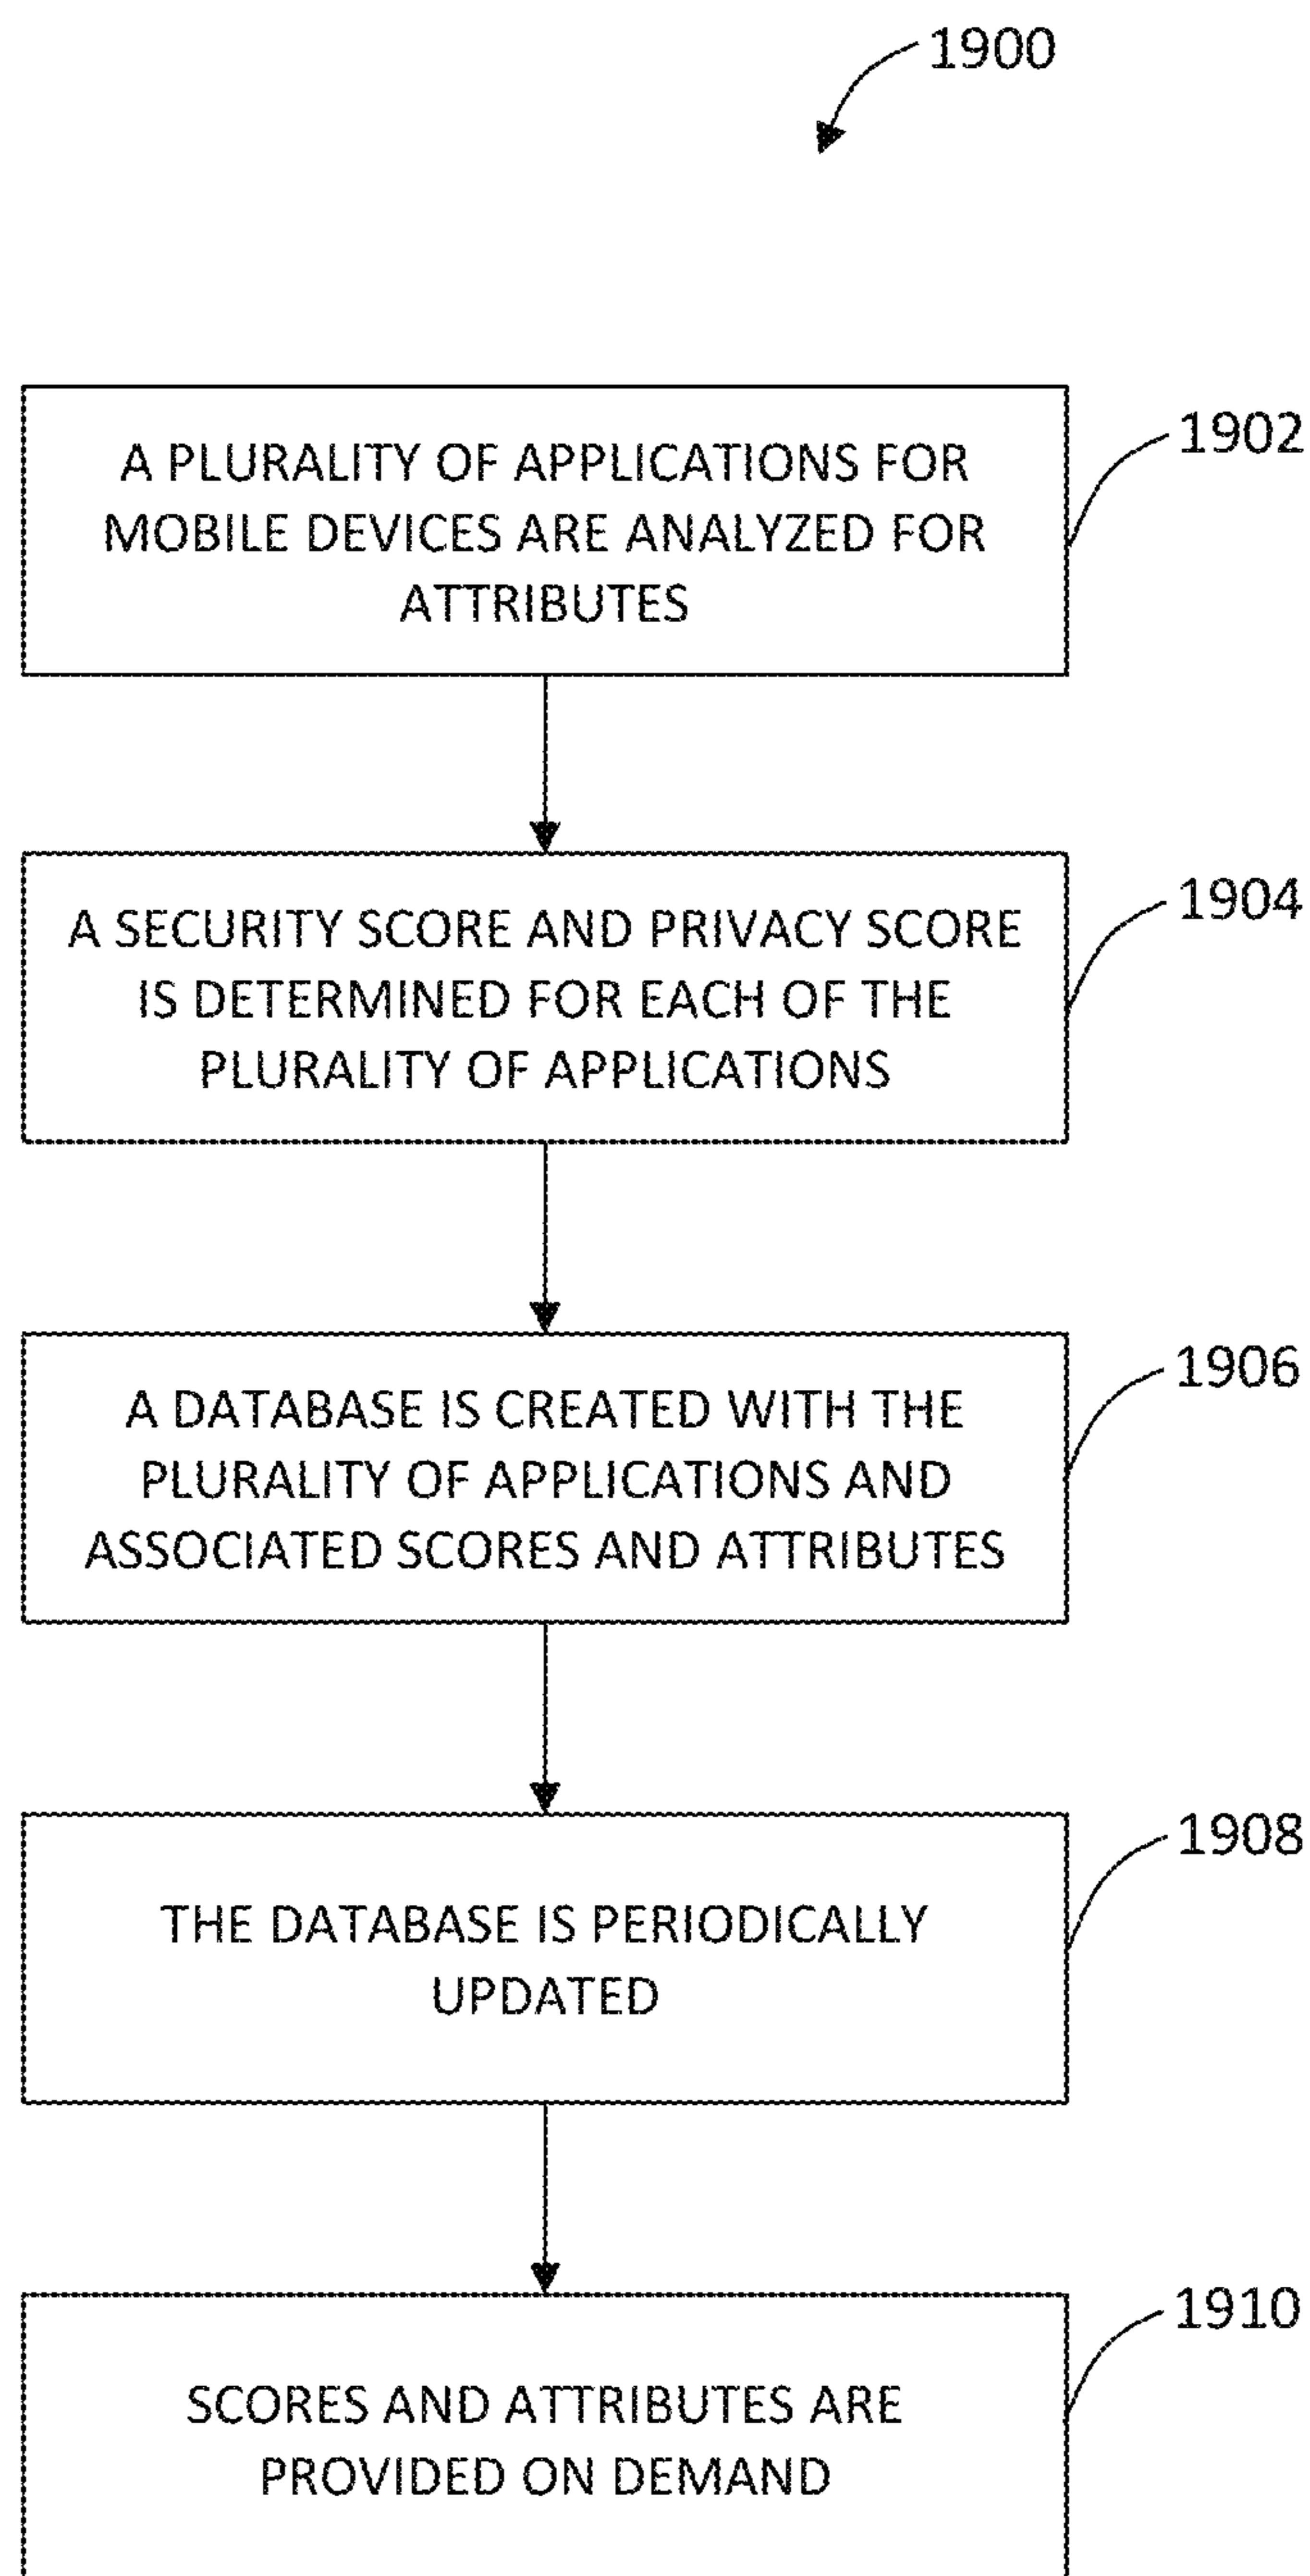 1900
A PLURALITY OF APPLICATIONS FOR
MOBILE DEVICES ARE ANALYZED FOR
ATTRIBUTES
1902
A SECURITY SCORE AND PRIVACY SCORE
IS DETERMINED FOR EACH OF THE
PLURALITY OF APPLICATIONS
1904
A DATABASE IS CREATED WITH THE
PLURALITY OF APPLICATIONS AND
ASSOCIATED SCORES AND ATTRIBUTES
1906
THE DATABASE IS PERIODICALLY
UPDATED
1908
SCORES AND ATTRIBUTES ARE
PROVIDED ON DEMAND
1910